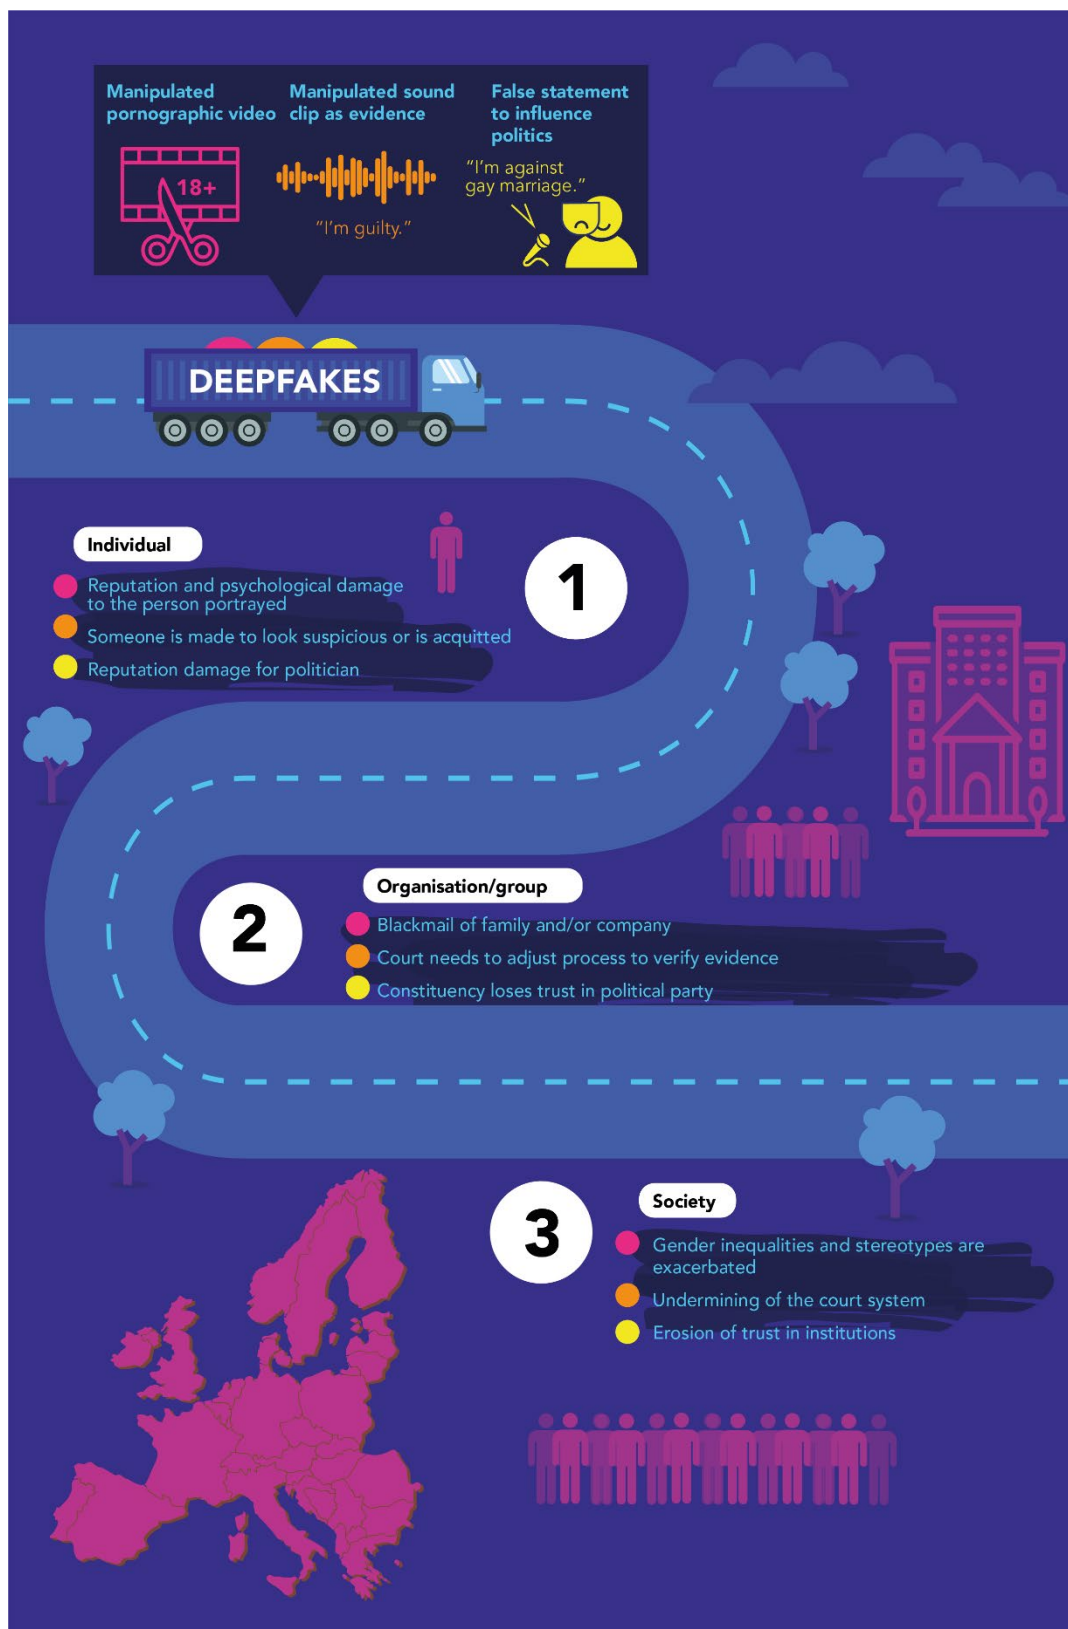 Manipulated
pornographic video
Manipulated sound
clip as evidence
False statement
to influence
politics
18+
"I'm guilty."
"I'm against
gay marriage."
DEEPFAKES
1
Individual
Reputation and psychological damage
to the person portrayed
Someone is made to look suspicious or is acquitted
Reputation damage for politician
2
Organisation/group
Blackmail of family and/or company
Court needs to adjust process to verify evidence
Constituency loses trust in political party
3
Society
Gender inequalities and stereotypes are
exacerbated
Undermining of the court system
Erosion of trust in institutions